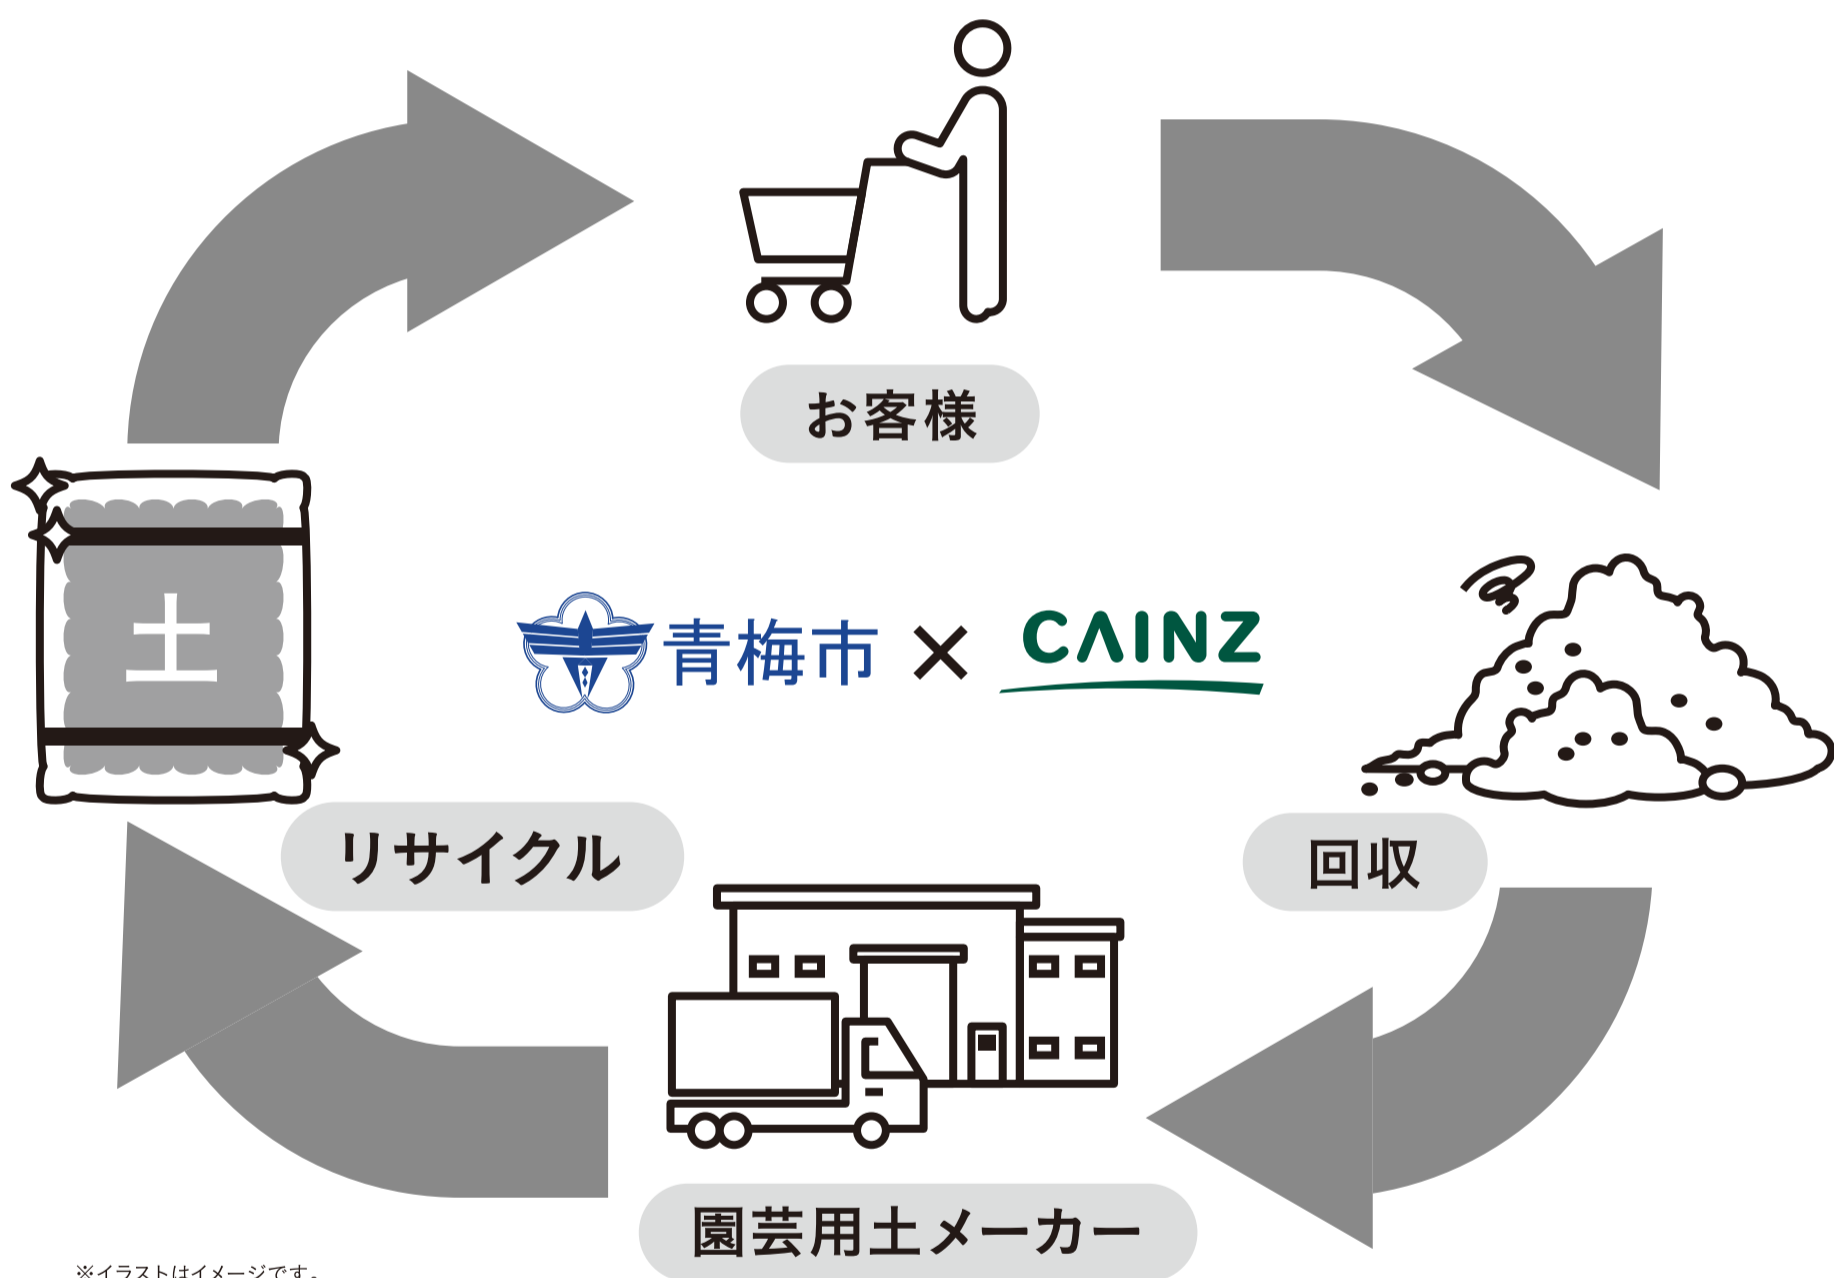 お客様
土
青梅市 × CAINZ
リサイクル
回収
園芸用土メーカー
※イラストはイメージです。